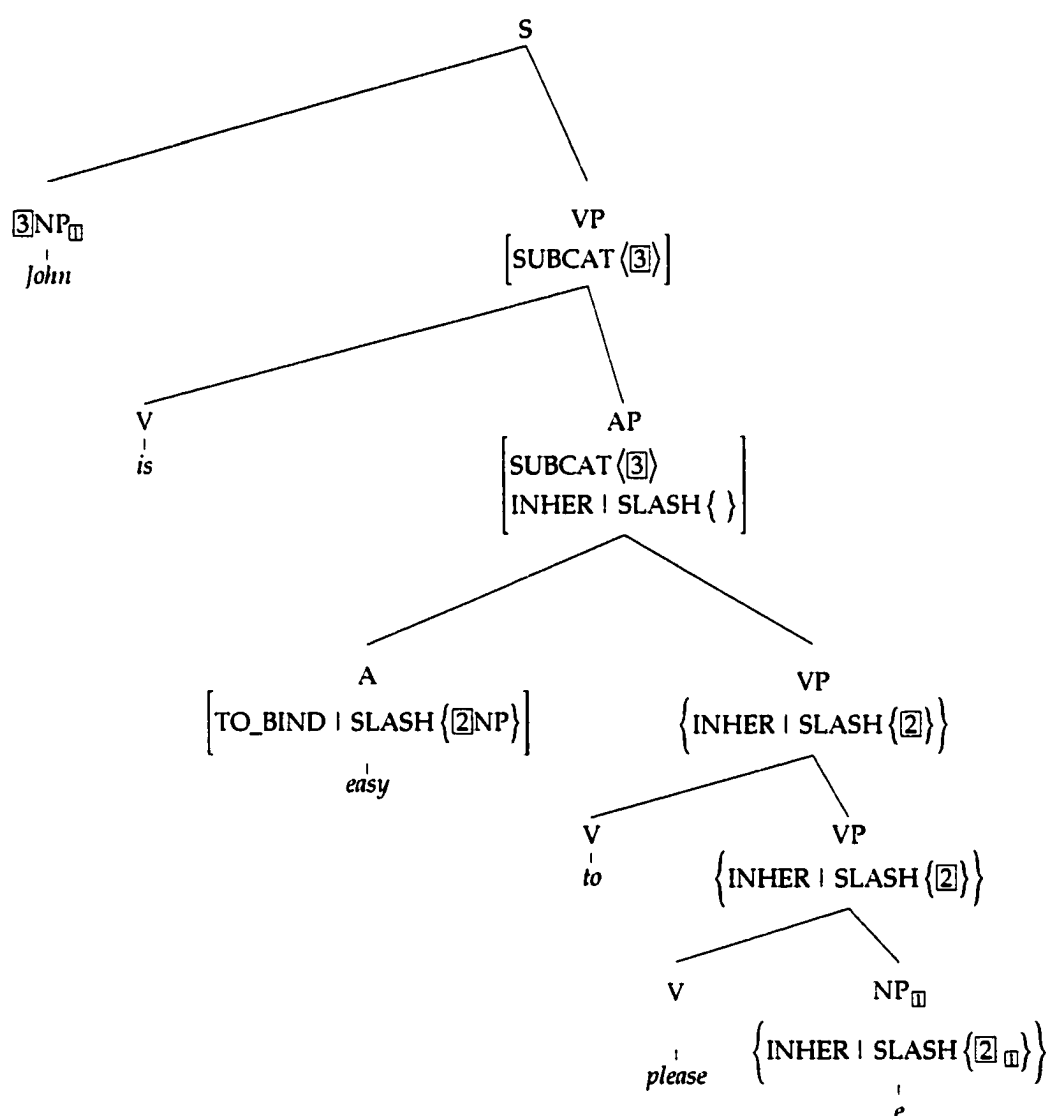 S
3NP1 VP
John [SUBCAT⟨3⟩]
V AP
is [SUBCAT⟨3⟩
INHER | SLASH { }]
A VP
[TO_BIND | SLASH {2NP}] {INHER | SLASH {2}}
easy
V VP
to {INHER | SLASH {2}}
V NP1
please {INHER | SLASH {2 1}}
e